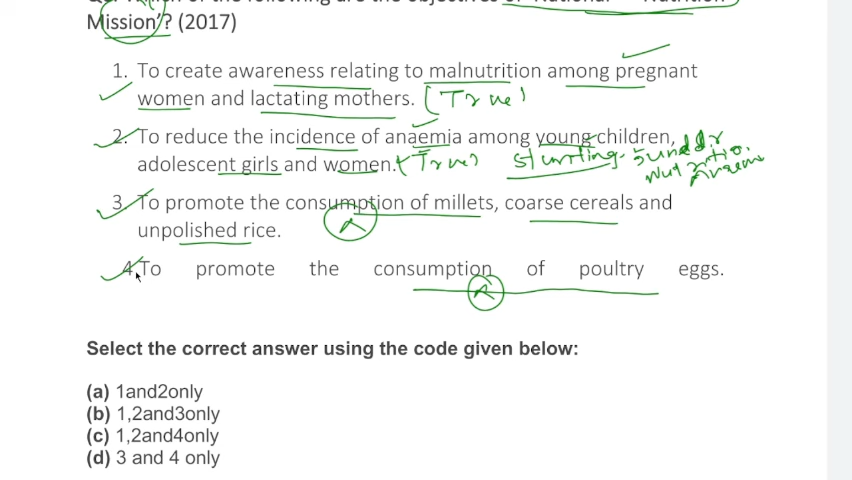 Mission'? (2017)
1. To create awareness relating to malnutrition among pregnant
women and lactating mothers. (True)
2. To reduce the incidence of anaemia among young children,
adolescent girls and women. (True) stunting-5unddr
3. To promote the consumption of millets, coarse cereals and
unpolished rice.
4.To promote the consumption of poultry eggs.
Select the correct answer using the code given below:
(a) 1and2only
(b) 1,2and3only
(c) 1,2and4only
(d) 3 and 4 only